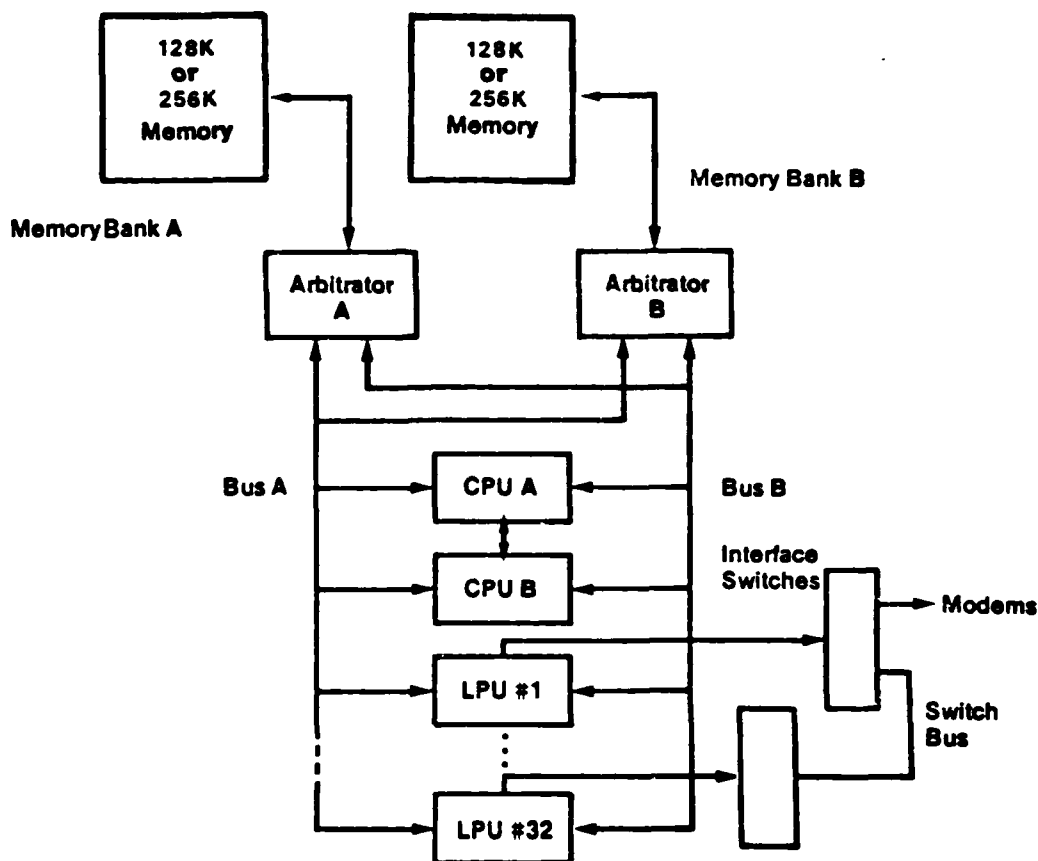 128K
or
256K
Memory
128K
or
256K
Memory
Memory Bank B
Memory Bank A
Arbitrator
A
Arbitrator
B
Bus A
CPU A
Bus B
CPU B
Interface
Switches
Modems
LPU #1
Switch
Bus
LPU #32